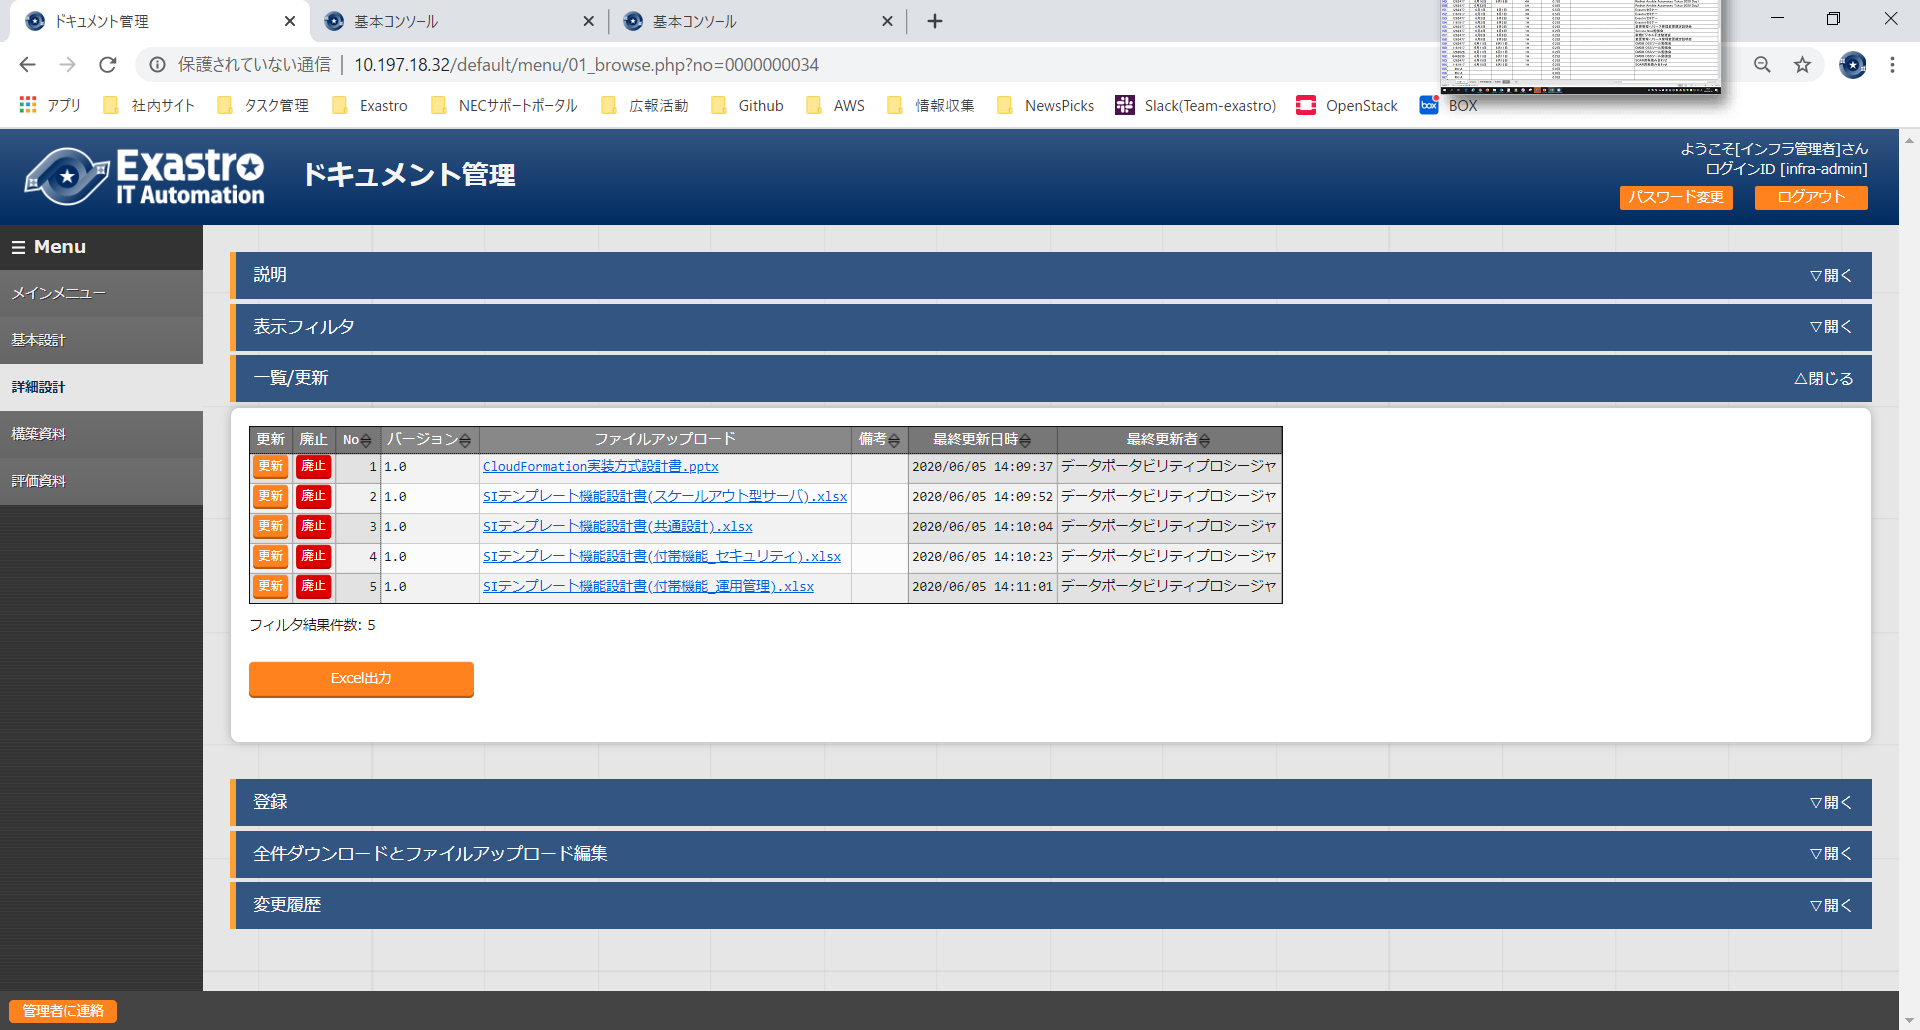 ドキュメント管理
基本コンソール
基本コンソール
保護されていない通信 10.197.18.32/default/menu/01_browse.php?no=0000000034
アプリ 社内サイト タスク管理 Exastro NECサポートポータル 広報活動 Github AWS 情報収集 NewsPicks Slack(Team-exastro) OpenStack box BOX
Exastro
IT Automation
ドキュメント管理
ようこそ[インフラ管理者]さん
ログインID [infra-admin]
パスワード変更 ログアウト
Menu
メインメニュー
基本設計
詳細設計
構築資料
評価資料
説明 ▽開く
表示フィルタ ▽開く
一覧/更新 △閉じる
更新 廃止 No バージョン ファイルアップロード 備考 最終更新日時 最終更新者
更新 廃止 1 1.0 CloudFormation実装方式設計書.pptx 2020/06/05 14:09:37 データポータビリティプロシージャ
更新 廃止 2 1.0 SIテンプレート機能設計書(スケールアウト型サーバ).xlsx 2020/06/05 14:09:52 データポータビリティプロシージャ
更新 廃止 3 1.0 SIテンプレート機能設計書(共通設計).xlsx 2020/06/05 14:10:04 データポータビリティプロシージャ
更新 廃止 4 1.0 SIテンプレート機能設計書(付帯機能_セキュリティ).xlsx 2020/06/05 14:10:23 データポータビリティプロシージャ
更新 廃止 5 1.0 SIテンプレート機能設計書(付帯機能_運用管理).xlsx 2020/06/05 14:11:01 データポータビリティプロシージャ
フィルタ結果件数: 5
Excel出力
登録 ▽開く
全件ダウンロードとファイルアップロード編集 ▽開く
変更履歴 ▽開く
管理者に連絡